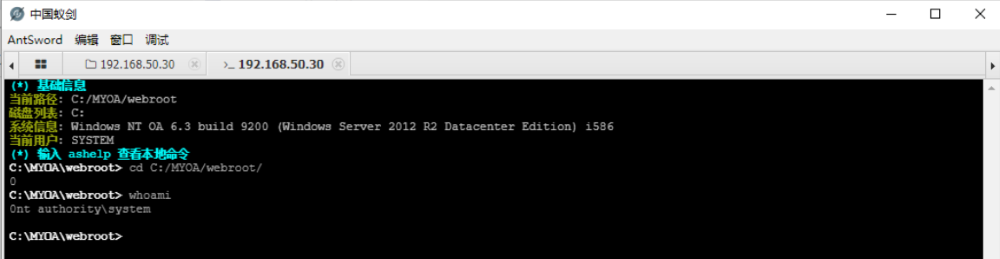 中国蚁剑
AntSword 编辑 窗口 调试
192.168.50.30 >_ 192.168.50.30
(*) 基础信息
当前路径: C:/MYOA/webroot
磁盘列表: C:
系统信息: Windows NT OA 6.3 build 9200 (Windows Server 2012 R2 Datacenter Edition) i586
当前用户: SYSTEM
(*) 输入 ashelp 查看本地命令
C:\MYOA\webroot> cd C:/MYOA/webroot/
0
C:\MYOA\webroot> whoami
0nt authority\system
C:\MYOA\webroot>